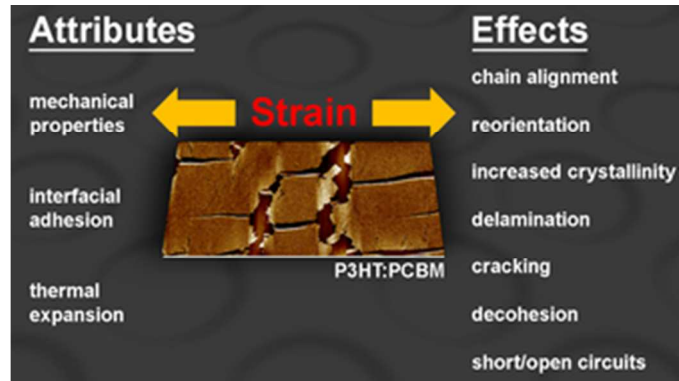 Attributes
mechanical
properties
interfacial
adhesion
thermal
expansion
Strain
P3HT:PCBM
Effects
chain alignment
reorientation
increased crystallinity
delamination
cracking
decohesion
short/open circuits